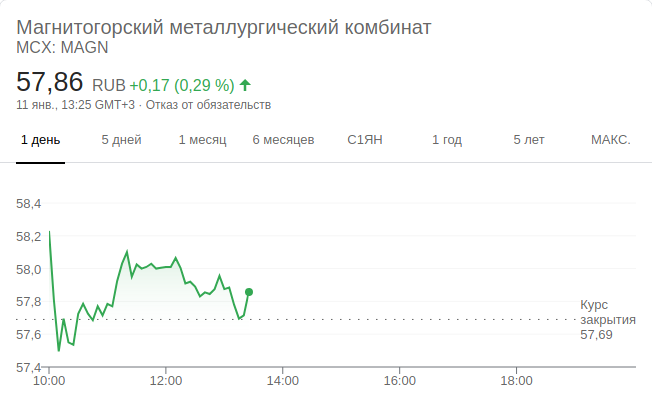 Магнитогорский металлургический комбинат
MCX: MAGN
57,86 RUB +0,17 (0,29 %)
11 янв., 13:25 GMT+3 · Отказ от обязательств
1 день 5 дней 1 месяц 6 месяцев С1ЯН 1 год 5 лет МАКС.
58,4
58,2
58,0
57,8
57,6
57,4
Курс
закрытия
57,69
10:00 12:00 14:00 16:00 18:00